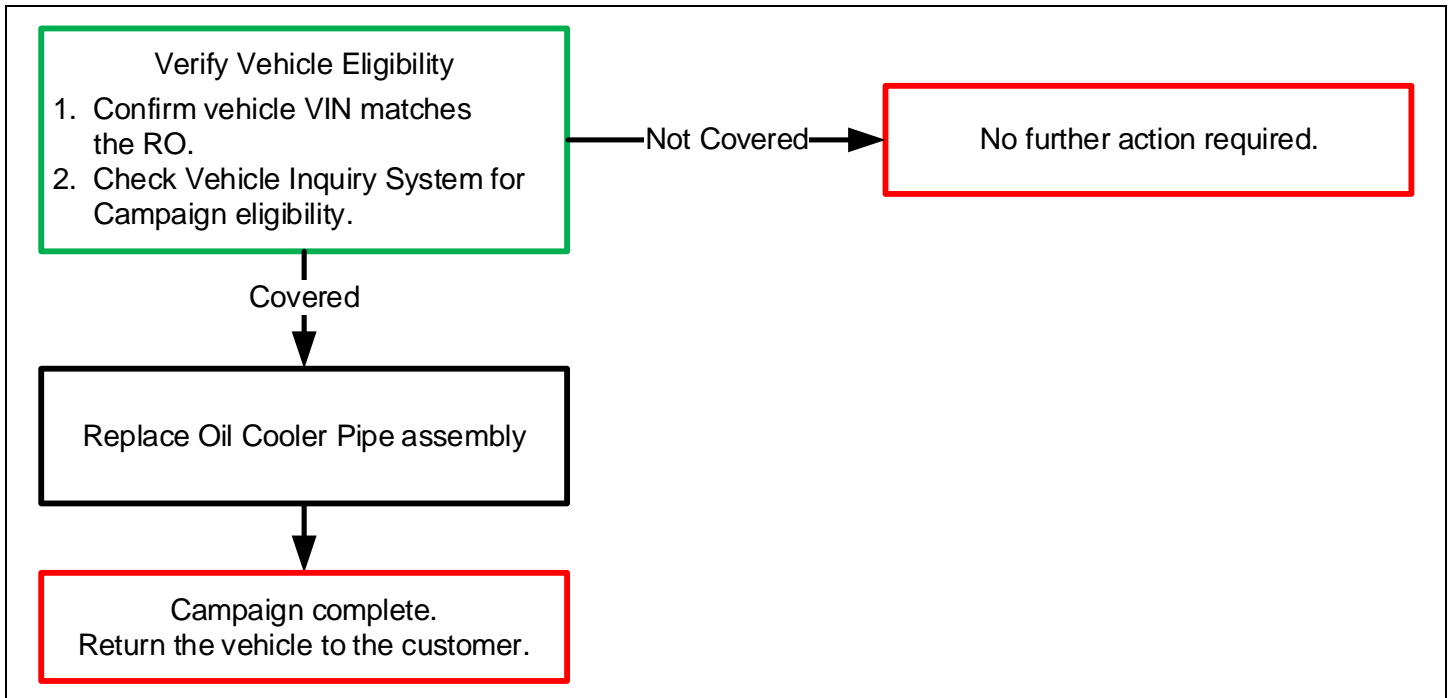 Verify Vehicle Eligibility
1. Confirm vehicle VIN matches
the RO.
2. Check Vehicle Inquiry System for
Campaign eligibility.
Not Covered
No further action required.
Covered
Replace Oil Cooler Pipe assembly
Campaign complete.
Return the vehicle to the customer.